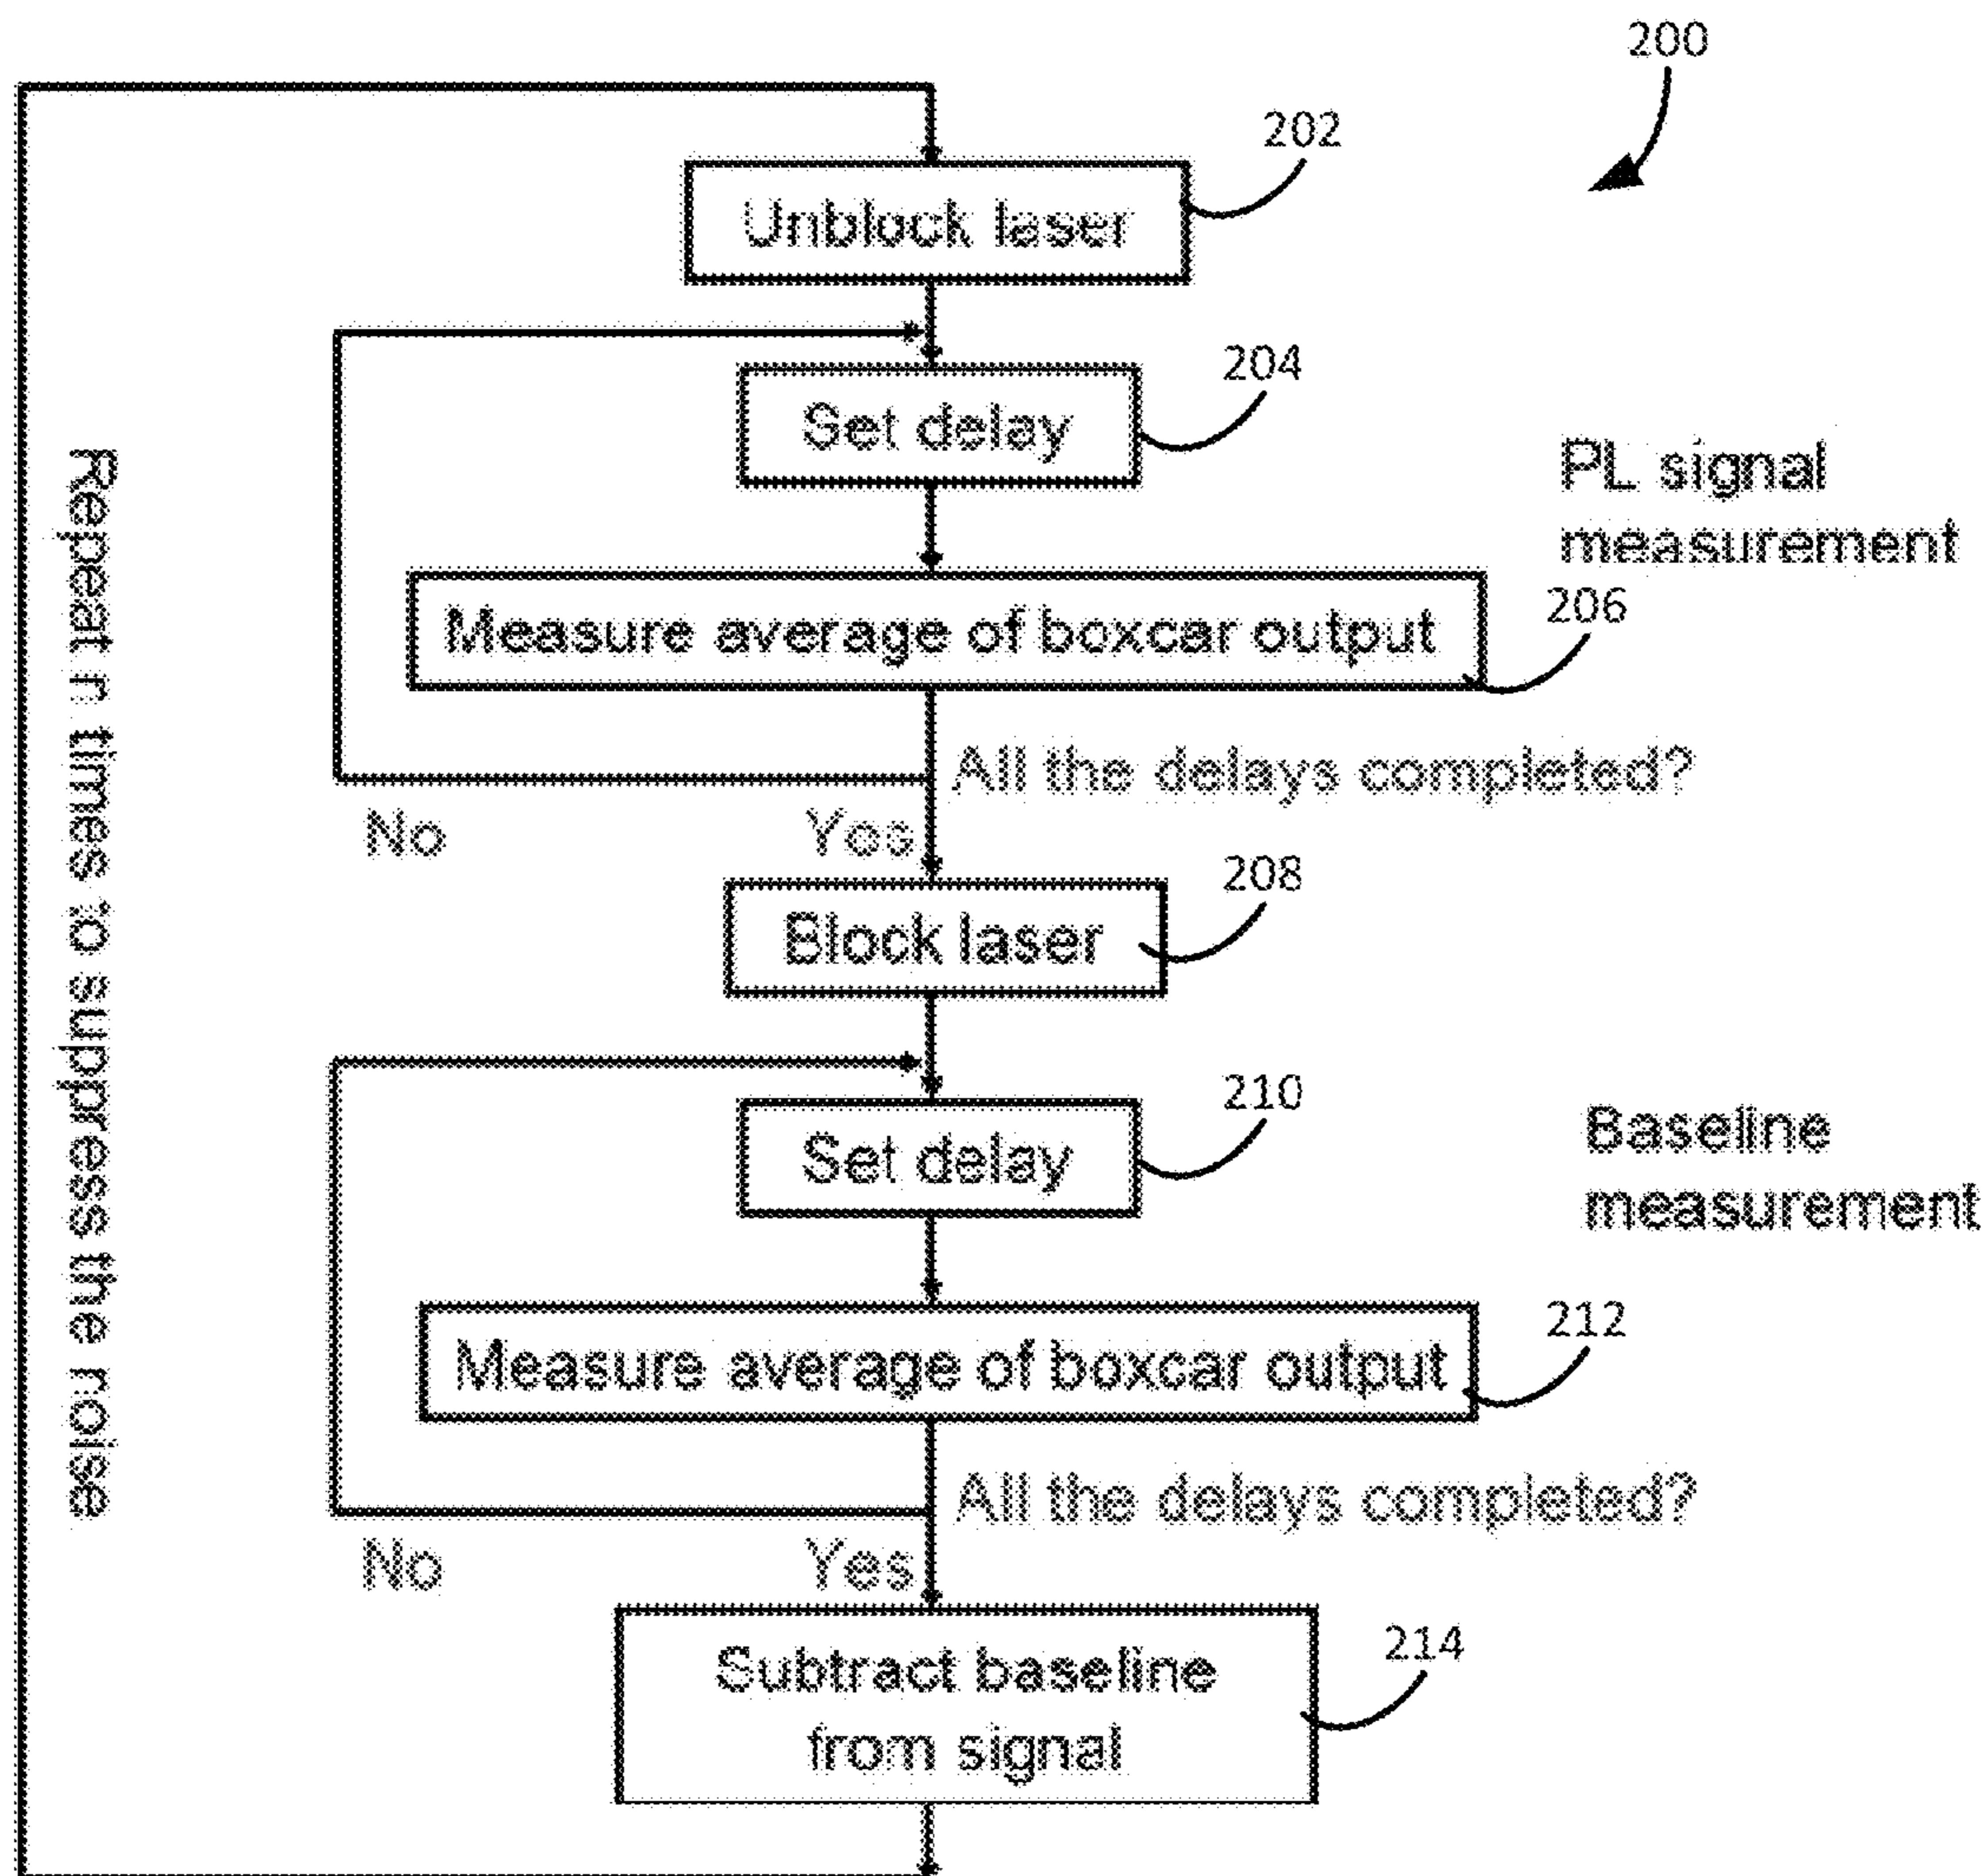 200
202
Unblock laser
204
Set delay
PL signal
measurement
206
Measure average of boxcar output
All the delays completed?
No
Yes
208
Block laser
210
Set delay
Baseline
measurement
212
Measure average of boxcar output
All the delays completed?
No
Yes
214
Subtract baseline
from signal
Repeat n times to suppress the noise